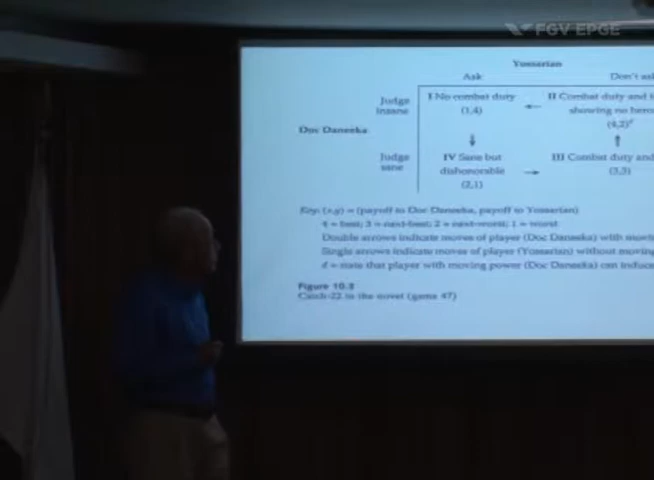 FGV EPGE
Yossarian
Ask Don't ask
Judge insane
I No combat duty
(1,4)
II Combat duty and
showing no
(4,2)
Doc Daneeka
Judge sane
IV Sane but
dishonorable
(2,1)
III Combat duty and
(3,3)
Key: (x,y) = (payoff to Doc Daneeka, payoff to Yossarian)
4 = best; 3 = next-best; 2 = next-worst; 1 = worst
Double arrows indicate moves of player (Doc Daneeka) with
Single arrows indicate moves of player (Yossarian) without moving
= state that player with moving power (Doc Daneeka) can induce
Figure 10.3
Catch-22 in the novel (game 47)